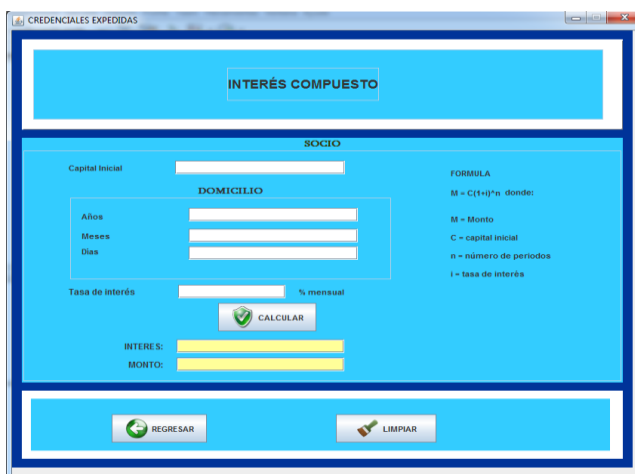 CREDENCIALES EXPEDIDAS
INTERÉS COMPUESTO
SOCIO
Capital Inicial
DOMICILIO
Años
Meses
Días
Tasa de interés
% mensual
CALCULAR
INTERES:
MONTO:
FORMULA
M = C(1+i)^n donde:
M = Monto
C = capital inicial
n = número de periodos
i = tasa de interés
REGRESAR
LIMPIAR